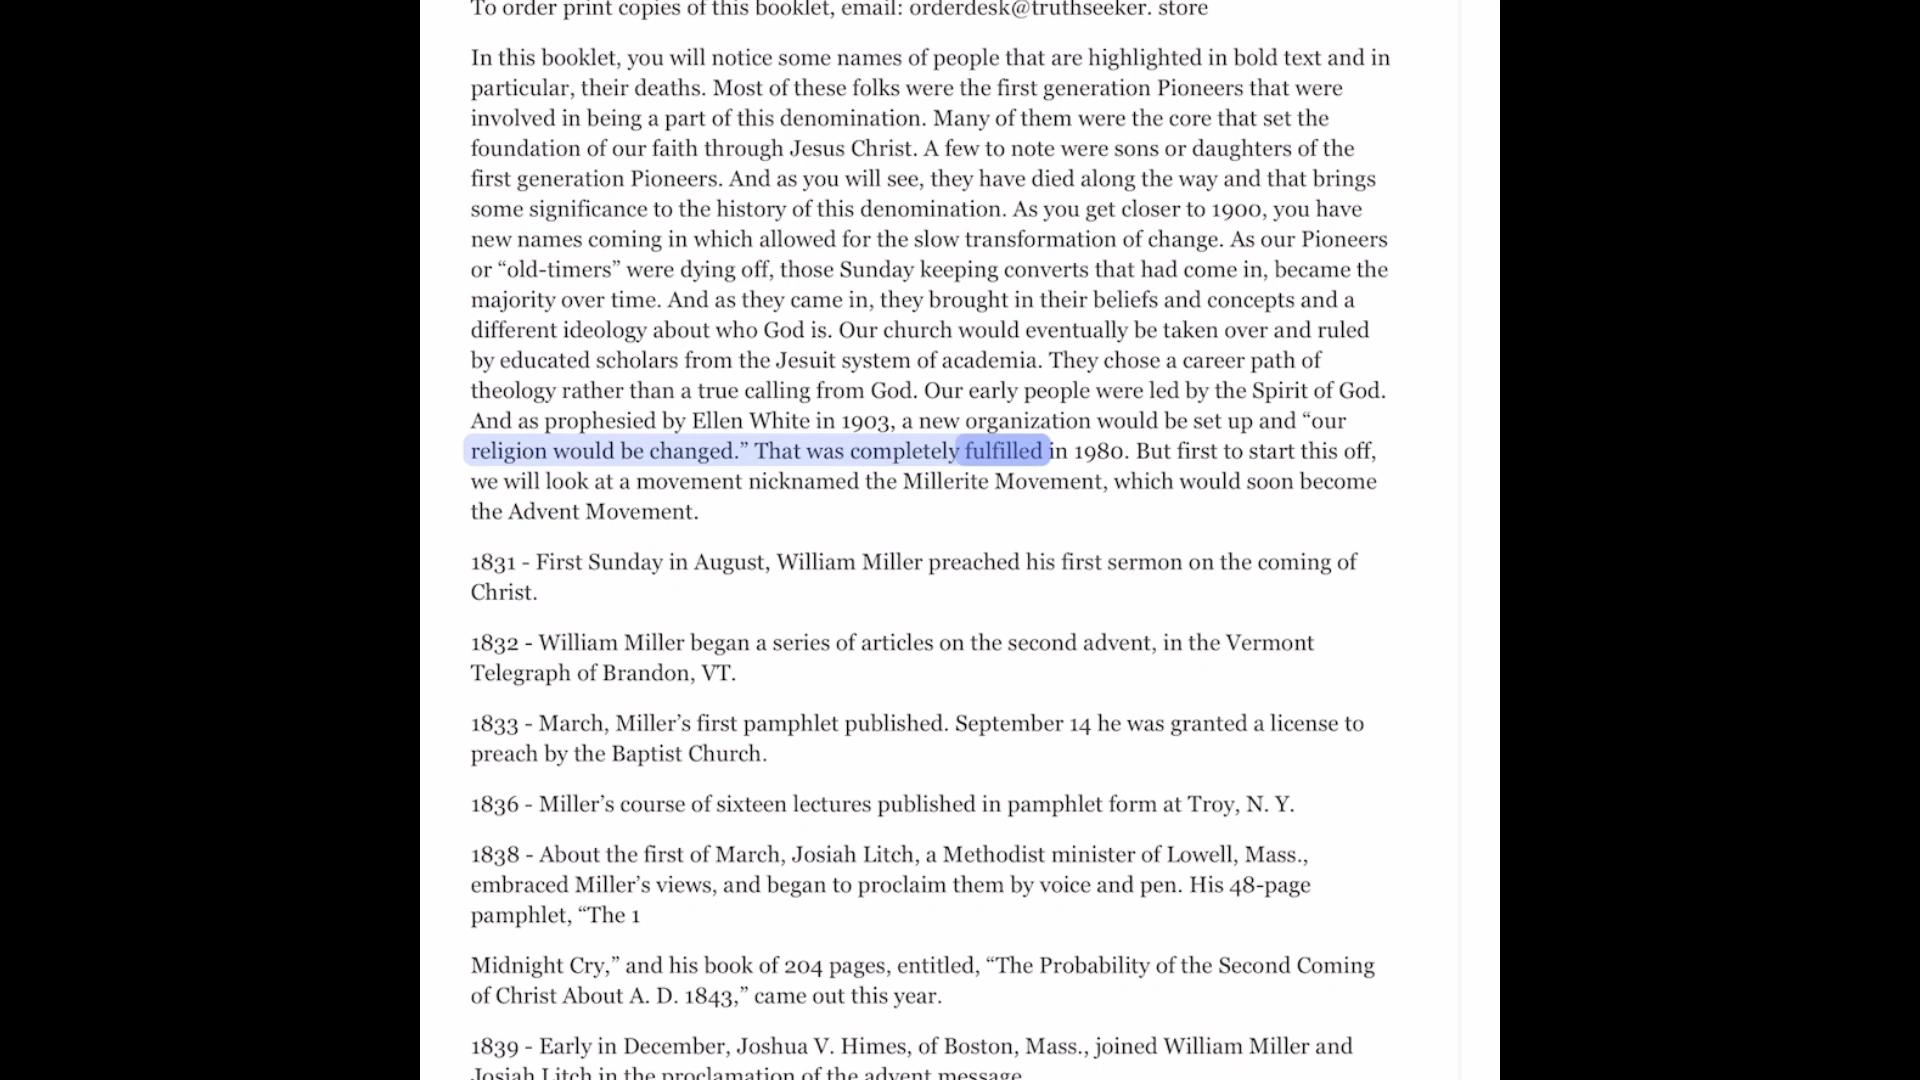 To order print copies of this booklet, email: orderdesk@truthseeker. store
In this booklet, you will notice some names of people that are highlighted in bold text and in
particular, their deaths. Most of these folks were the first generation Pioneers that were
involved in being a part of this denomination. Many of them were the core that set the
foundation of our faith through Jesus Christ. A few to note were sons or daughters of the
first generation Pioneers. And as you will see, they have died along the way and that brings
some significance to the history of this denomination. As you get closer to 1900, you have
new names coming in which allowed for the slow transformation of change. As our Pioneers
or “old-timers” were dying off, those Sunday keeping converts that had come in, became the
majority over time. And as they came in, they brought in their beliefs and concepts and a
different ideology about who God is. Our church would eventually be taken over and ruled
by educated scholars from the Jesuit system of academia. They chose a career path of
theology rather than a true calling from God. Our early people were led by the Spirit of God.
And as prophesied by Ellen White in 1903, a new organization would be set up and “our
religion would be changed.” That was completely fulfilled in 1980. But first to start this off,
we will look at a movement nicknamed the Millerite Movement, which would soon become
the Advent Movement.
1831 - First Sunday in August, William Miller preached his first sermon on the coming of
Christ.
1832 - William Miller began a series of articles on the second advent, in the Vermont
Telegraph of Brandon, VT.
1833 - March, Miller’s first pamphlet published. September 14 he was granted a license to
preach by the Baptist Church.
1836 - Miller’s course of sixteen lectures published in pamphlet form at Troy, N. Y.
1838 - About the first of March, Josiah Litch, a Methodist minister of Lowell, Mass.,
embraced Miller’s views, and began to proclaim them by voice and pen. His 48-page
pamphlet, “The 1
Midnight Cry,” and his book of 204 pages, entitled, “The Probability of the Second Coming
of Christ About A. D. 1843,” came out this year.
1839 - Early in December, Joshua V. Himes, of Boston, Mass., joined William Miller and
Josiah Litch in the proclamation of the advent message